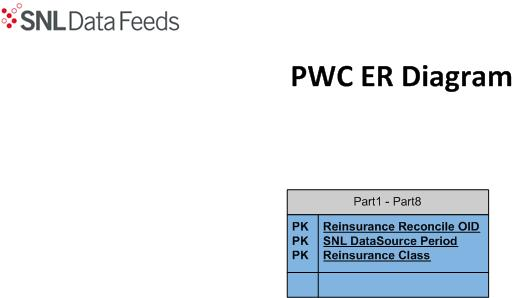 SNL Data Feeds
PWC ER Diagram
Part1 - Part8
PK Reinsurance Reconcile OID
PK SNL DataSource Period
PK Reinsurance Class